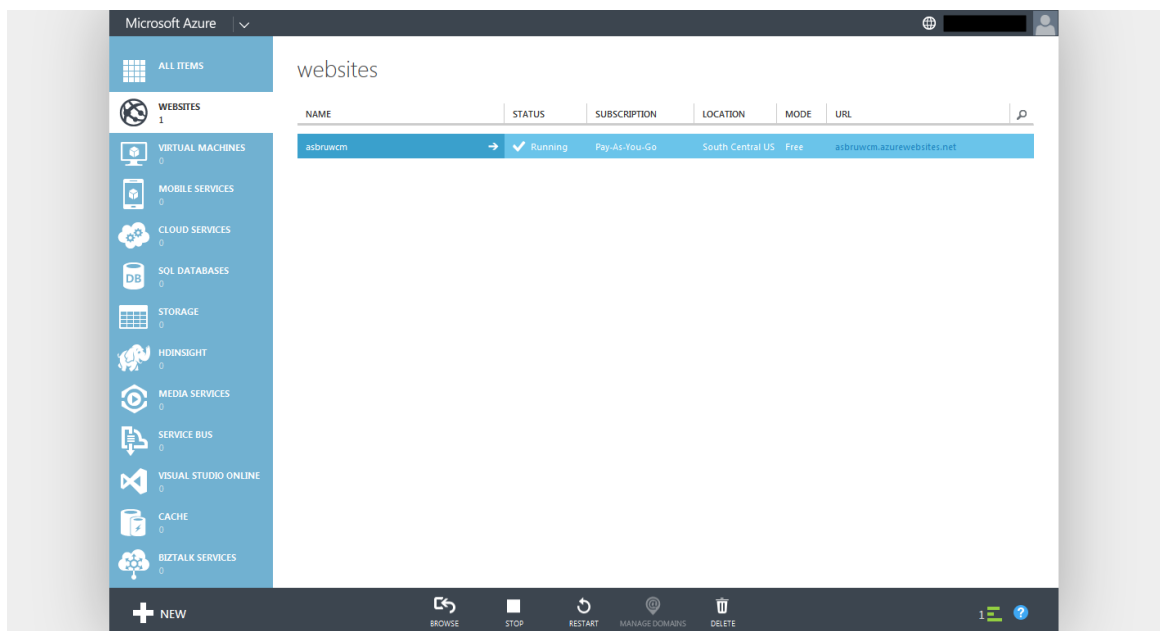 Microsoft Azure
ALL ITEMS
WEBSITES
1
VIRTUAL MACHINES
0
MOBILE SERVICES
0
CLOUD SERVICES
0
DB
SQL DATABASES
0
STORAGE
0
HDINSIGHT
0
MEDIA SERVICES
0
SERVICE BUS
0
VISUAL STUDIO ONLINE
0
CACHE
0
BIZTALK SERVICES
0
websites
NAME STATUS SUBSCRIPTION LOCATION MODE URL
asbruwcm Running Pay-As-You-Go South Central US Free asbruwcm.azurewebsites.net
NEW
BROWSE STOP RESTART MANAGE DOMAINS DELETE
1 ?